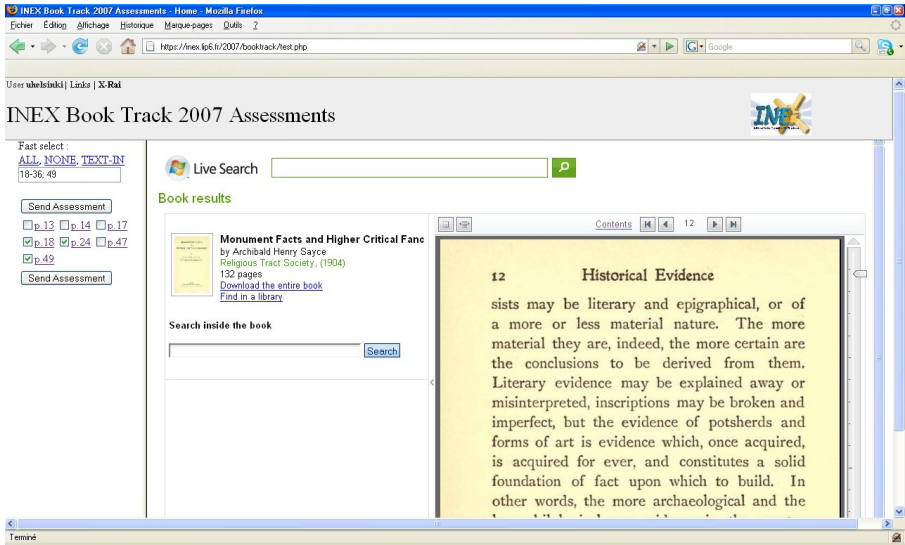 INEX Book Track 2007 Assessments - Home - Mozilla Firefox
Fichier Édition Affichage Historique Marque-pages Outils ?
https://inex.lip6.fr/2007/booktrack/test.php
G Google
User uhelsinki| Links | X-Rai
INEX Book Track 2007 Assessments
INEX
Fast select :
ALL, NONE, TEXT-IN
18-36; 49
Send Assessment
p.13 p.14 p.17
p.18 p.24 p.47
p.49
Send Assessment
Live Search
Book results
Monument Facts and Higher Critical Fanc
by Archibald Henry Sayce
Religious Tract Society, (1904)
132 pages
Download the entire book
Find in a library
Search inside the book
Search
Contents 12
12 Historical Evidence
sists may be literary and epigraphical, or of
a more or less material nature. The more
material they are, indeed, the more certain are
the conclusions to be derived from them.
Literary evidence may be explained away or
misinterpreted, inscriptions may be broken and
imperfect, but the evidence of potsherds and
forms of art is evidence which, once acquired,
is acquired for ever, and constitutes a solid
foundation of fact upon which to build. In
other words, the more archaeological and the
Terminé